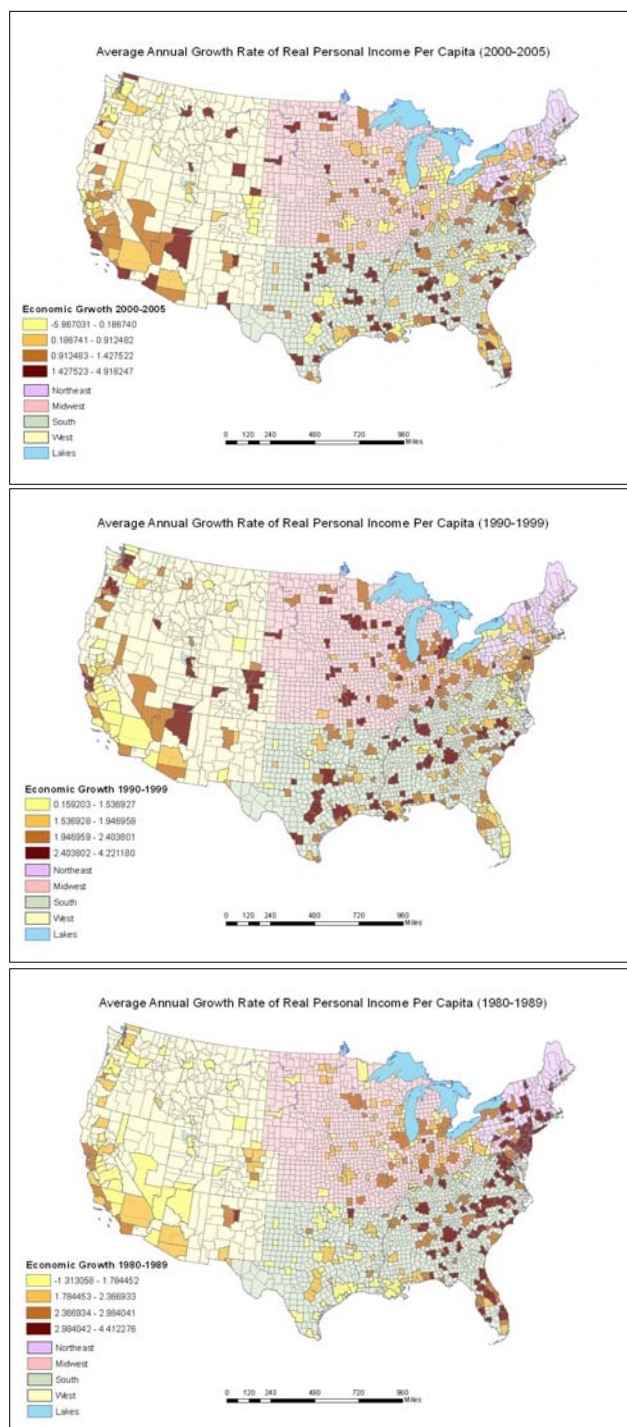 Average Annual Growth Rate of Real Personal Income Per Capita (2000-2005)
Economic Grwoth 2000-2005
-5.867031 - 0.186740
0.186741 - 0.912482
0.912483 - 1.427522
1.427523 - 4.918247
Northeast
Midwest
South
West
Lakes
0 120 240 480 720 960
Miles
Average Annual Growth Rate of Real Personal Income Per Capita (1990-1999)
Economic Growth 1990-1999
0.159203 - 1.536927
1.536928 - 1.946958
1.946959 - 2.403801
2.403802 - 4.221180
Northeast
Midwest
South
West
Lakes
0 120 240 480 720 960
Miles
Average Annual Growth Rate of Real Personal Income Per Capita (1980-1989)
Economic Growth 1980-1989
-1.313058 - 1.784452
1.784453 - 2.366933
2.366934 - 2.984041
2.984042 - 4.412276
Northeast
Midwest
South
West
Lakes
0 120 240 480 720 960
Miles